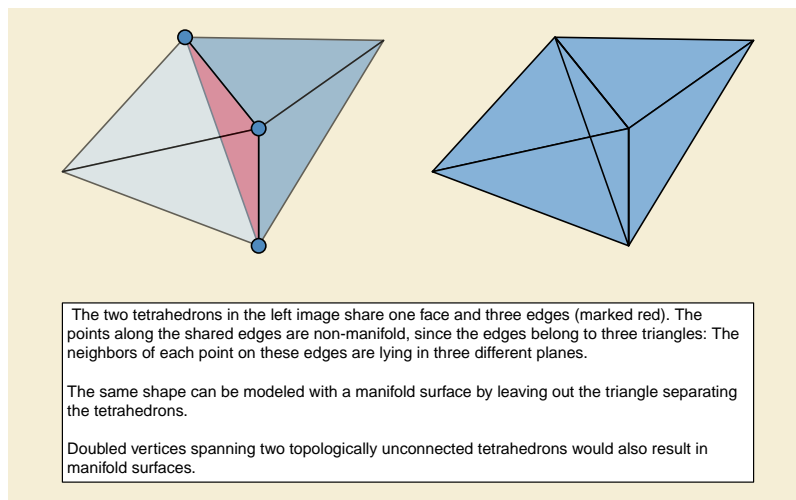 The two tetrahedrons in the left image share one face and three edges (marked red). The
points along the shared edges are non-manifold, since the edges belong to three triangles: The
neighbors of each point on these edges are lying in three different planes.
The same shape can be modeled with a manifold surface by leaving out the triangle separating
the tetrahedrons.
Doubled vertices spanning two topologically unconnected tetrahedrons would also result in
manifold surfaces.